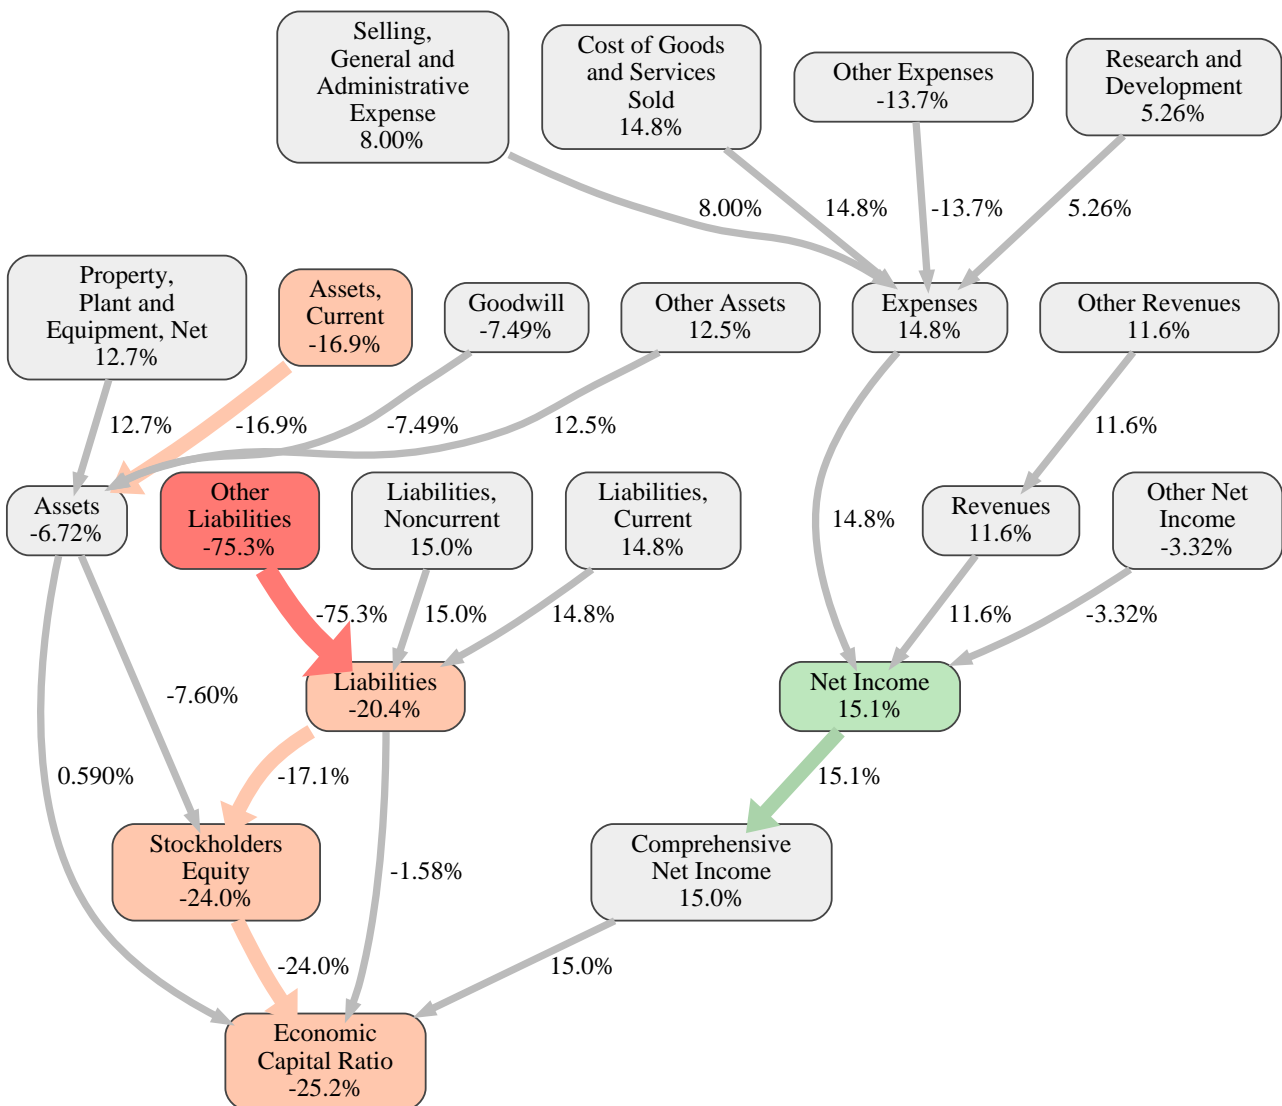 Selling,
General and
Administrative
Expense
8.00%
Cost of Goods
and Services
Sold
14.8%
Other Expenses
-13.7%
Research and
Development
5.26%
8.00%
14.8%
-13.7%
5.26%
Property,
Plant and
Equipment, Net
12.7%
Assets,
Current
-16.9%
Goodwill
-7.49%
Other Assets
12.5%
Expenses
14.8%
Other Revenues
11.6%
12.7%
-16.9%
-7.49%
12.5%
11.6%
Assets
-6.72%
Other
Liabilities
-75.3%
Liabilities,
Noncurrent
15.0%
Liabilities,
Current
14.8%
14.8%
Revenues
11.6%
Other Net
Income
-3.32%
-75.3%
15.0%
14.8%
11.6%
-3.32%
-7.60%
Liabilities
-20.4%
Net Income
15.1%
0.590%
-17.1%
15.1%
Stockholders
Equity
-24.0%
-1.58%
Comprehensive
Net Income
15.0%
-24.0%
15.0%
Economic
Capital Ratio
-25.2%